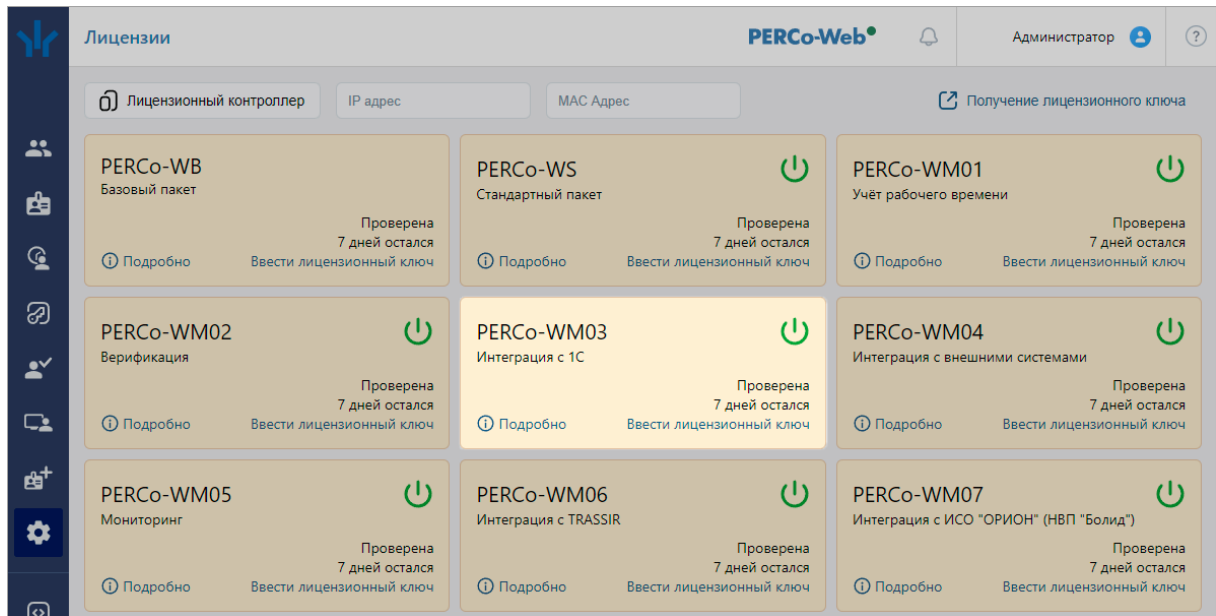 Лицензии
PERCo-Web
Администратор
?
Лицензионный контроллер
IP адрес
MAC Адрес
Получение лицензионного ключа
PERCo-WB
Базовый пакет
Проверена
7 дней остался
Подробно
Ввести лицензионный ключ
PERCo-WS
Стандартный пакет
Проверена
7 дней остался
Подробно
Ввести лицензионный ключ
PERCo-WM01
Учёт рабочего времени
Проверена
7 дней остался
Подробно
Ввести лицензионный ключ
PERCo-WM02
Верификация
Проверена
7 дней остался
Подробно
Ввести лицензионный ключ
PERCo-WM03
Интеграция с 1С
Проверена
7 дней остался
Подробно
Ввести лицензионный ключ
PERCo-WM04
Интеграция с внешними системами
Проверена
7 дней остался
Подробно
Ввести лицензионный ключ
PERCo-WM05
Мониторинг
Проверена
7 дней остался
Подробно
Ввести лицензионный ключ
PERCo-WM06
Интеграция с TRASSIR
Проверена
7 дней остался
Подробно
Ввести лицензионный ключ
PERCo-WM07
Интеграция с ИСО "ОРИОН" (НВП "Болид")
Проверена
7 дней остался
Подробно
Ввести лицензионный ключ